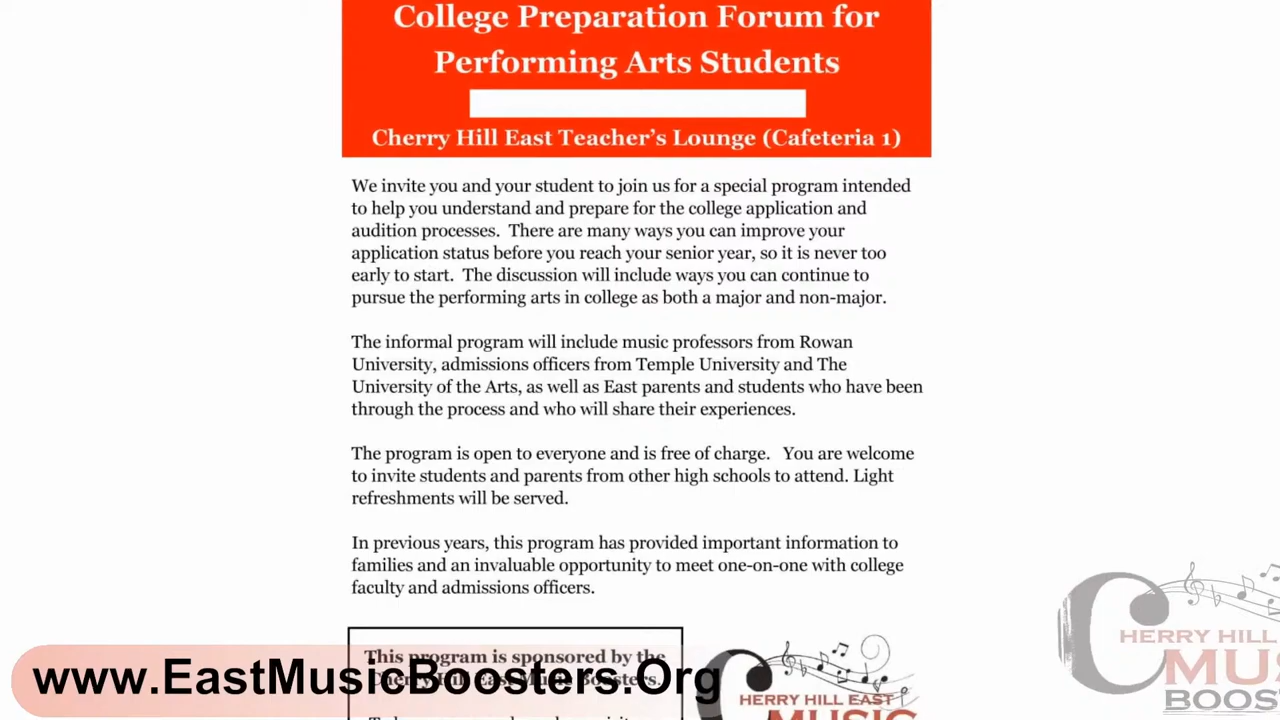 College Preparation Forum for
Performing Arts Students
Cherry Hill East Teacher’s Lounge (Cafeteria 1)
We invite you and your student to join us for a special program intended
to help you understand and prepare for the college application and
audition processes.  There are many ways you can improve your
application status before you reach your senior year, so it is never too
early to start.  The discussion will include ways you can continue to
pursue the performing arts in college as both a major and non-major.
The informal program will include music professors from Rowan
University, admissions officers from Temple University and The
University of the Arts, as well as East parents and students who have been
through the process and who will share their experiences.
The program is open to everyone and is free of charge.   You are welcome
to invite students and parents from other high schools to attend. Light
refreshments will be served.
In previous years, this program has provided important information to
families and an invaluable opportunity to meet one-on-one with college
faculty and admissions officers.
This program is sponsored by the
Cherry Hill East Music Boosters.
www.EastMusicBoosters.Org
CHERRY HILL EAST
MUSIC
CHERRY HILL
MUS
BOOS